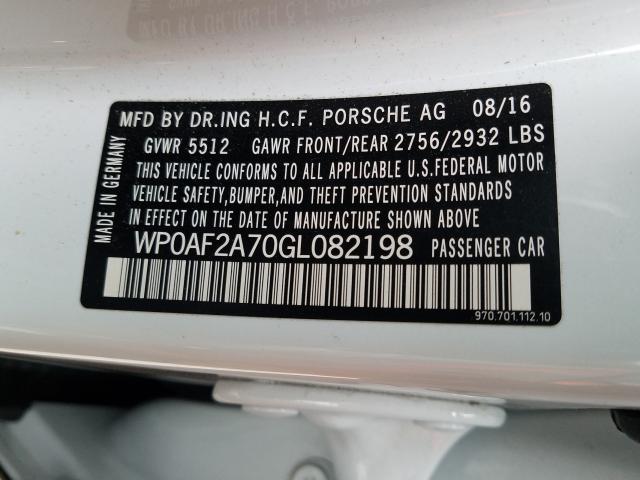 MFD BY DR.ING H.C.F. PORSCHE AG 08/16
GVWR 5512 GAWR FRONT/REAR 2756/2932 LBS
THIS VEHICLE CONFORMS TO ALL APPLICABLE U.S.FEDERAL MOTOR
VEHICLE SAFETY,BUMPER,AND THEFT PREVENTION STANDARDS
IN EFFECT ON THE DATE OF MANUFACTURE SHOWN ABOVE
WP0AF2A70GL082198 PASSENGER CAR
MADE IN GERMANY
970.701.112.10